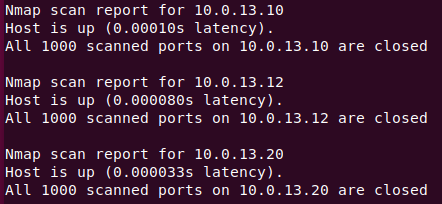 Nmap scan report for 10.0.13.10
Host is up (0.00010s latency).
All 1000 scanned ports on 10.0.13.10 are closed
Nmap scan report for 10.0.13.12
Host is up (0.000080s latency).
All 1000 scanned ports on 10.0.13.12 are closed
Nmap scan report for 10.0.13.20
Host is up (0.000033s latency).
All 1000 scanned ports on 10.0.13.20 are closed